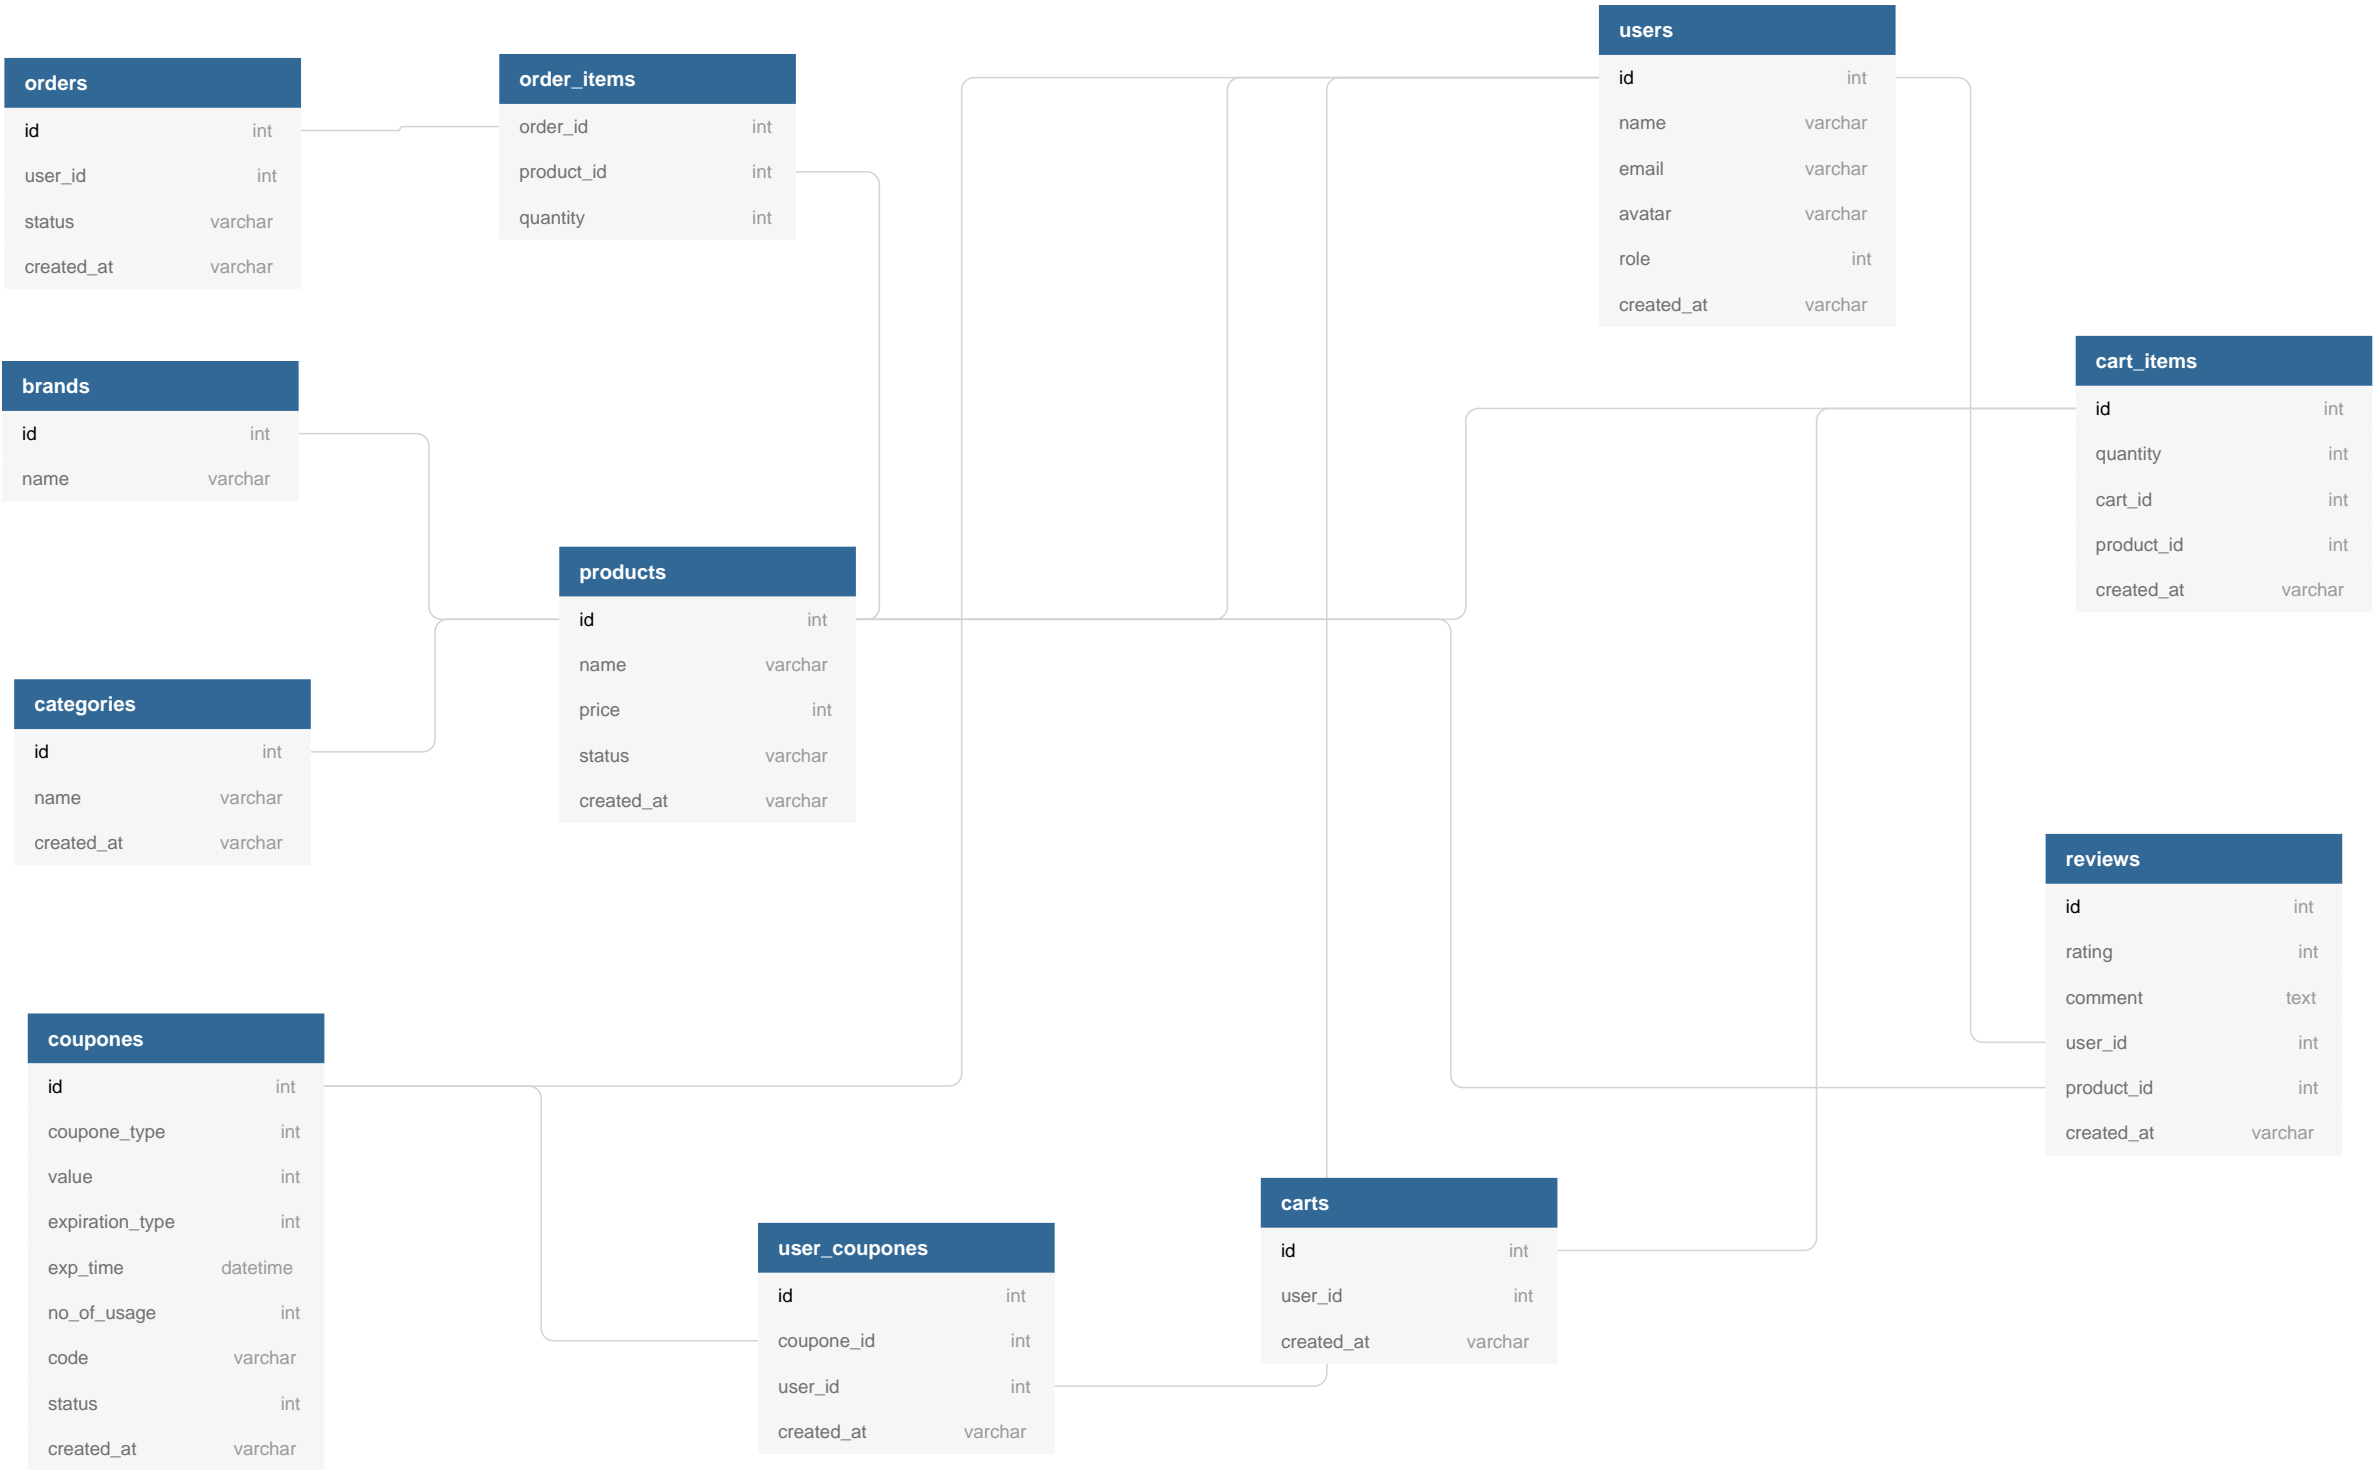 orders
id int
user_id int
status varchar
created_at varchar
order_items
order_id int
product_id int
quantity int
users
id int
name varchar
email varchar
avatar varchar
role int
created_at varchar
brands
id int
name varchar
cart_items
id int
quantity int
cart_id int
product_id int
created_at varchar
products
id int
name varchar
price int
status varchar
created_at varchar
categories
id int
name varchar
created_at varchar
reviews
id int
rating int
comment text
user_id int
product_id int
created_at varchar
coupones
id int
coupone_type int
value int
expiration_type int
exp_time datetime
no_of_usage int
code varchar
status int
created_at varchar
user_coupones
id int
coupone_id int
user_id int
created_at varchar
carts
id int
user_id int
created_at varchar